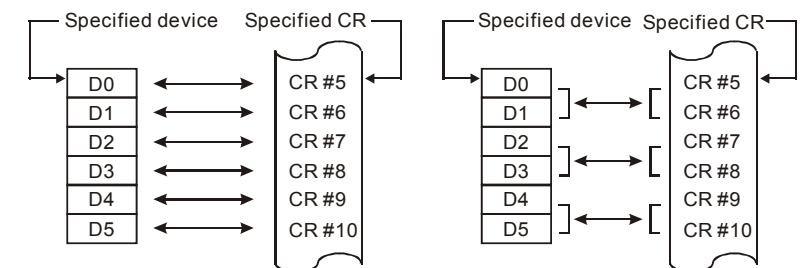 Specified device Specified CR
D0 CR #5
D1 CR #6
D2 CR #7
D3 CR #8
D4 CR #9
D5 CR #10
Specified device Specified CR
D0 CR #5
D1 CR #6
D2 CR #7
D3 CR #8
D4 CR #9
D5 CR #10